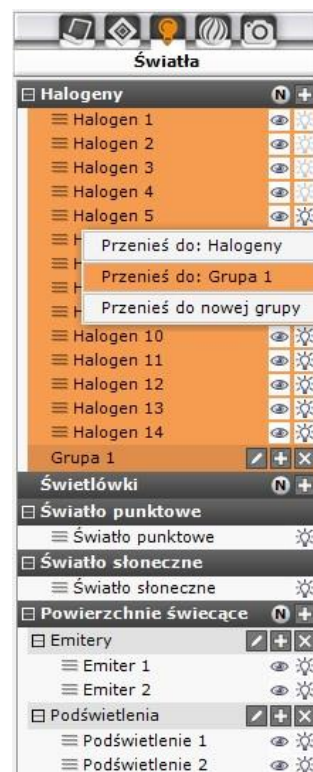 Światła
Halogeny N
Halogen 1
Halogen 2
Halogen 3
Halogen 4
Halogen 5
H
Przenieś do: Halogeny
H
Przenieś do: Grupa 1
H
H
Przenieś do nowej grupy
Halogen 10
Halogen 11
Halogen 12
Halogen 13
Halogen 14
Grupa 1
Świetlówki N
Światło punktowe
Światło punktowe
Światło słoneczne
Światło słoneczne
Powierzchnie świecące N
Emitery
Emiter 1
Emiter 2
Podświetlenia
Podświetlenie 1
Podświetlenie 2